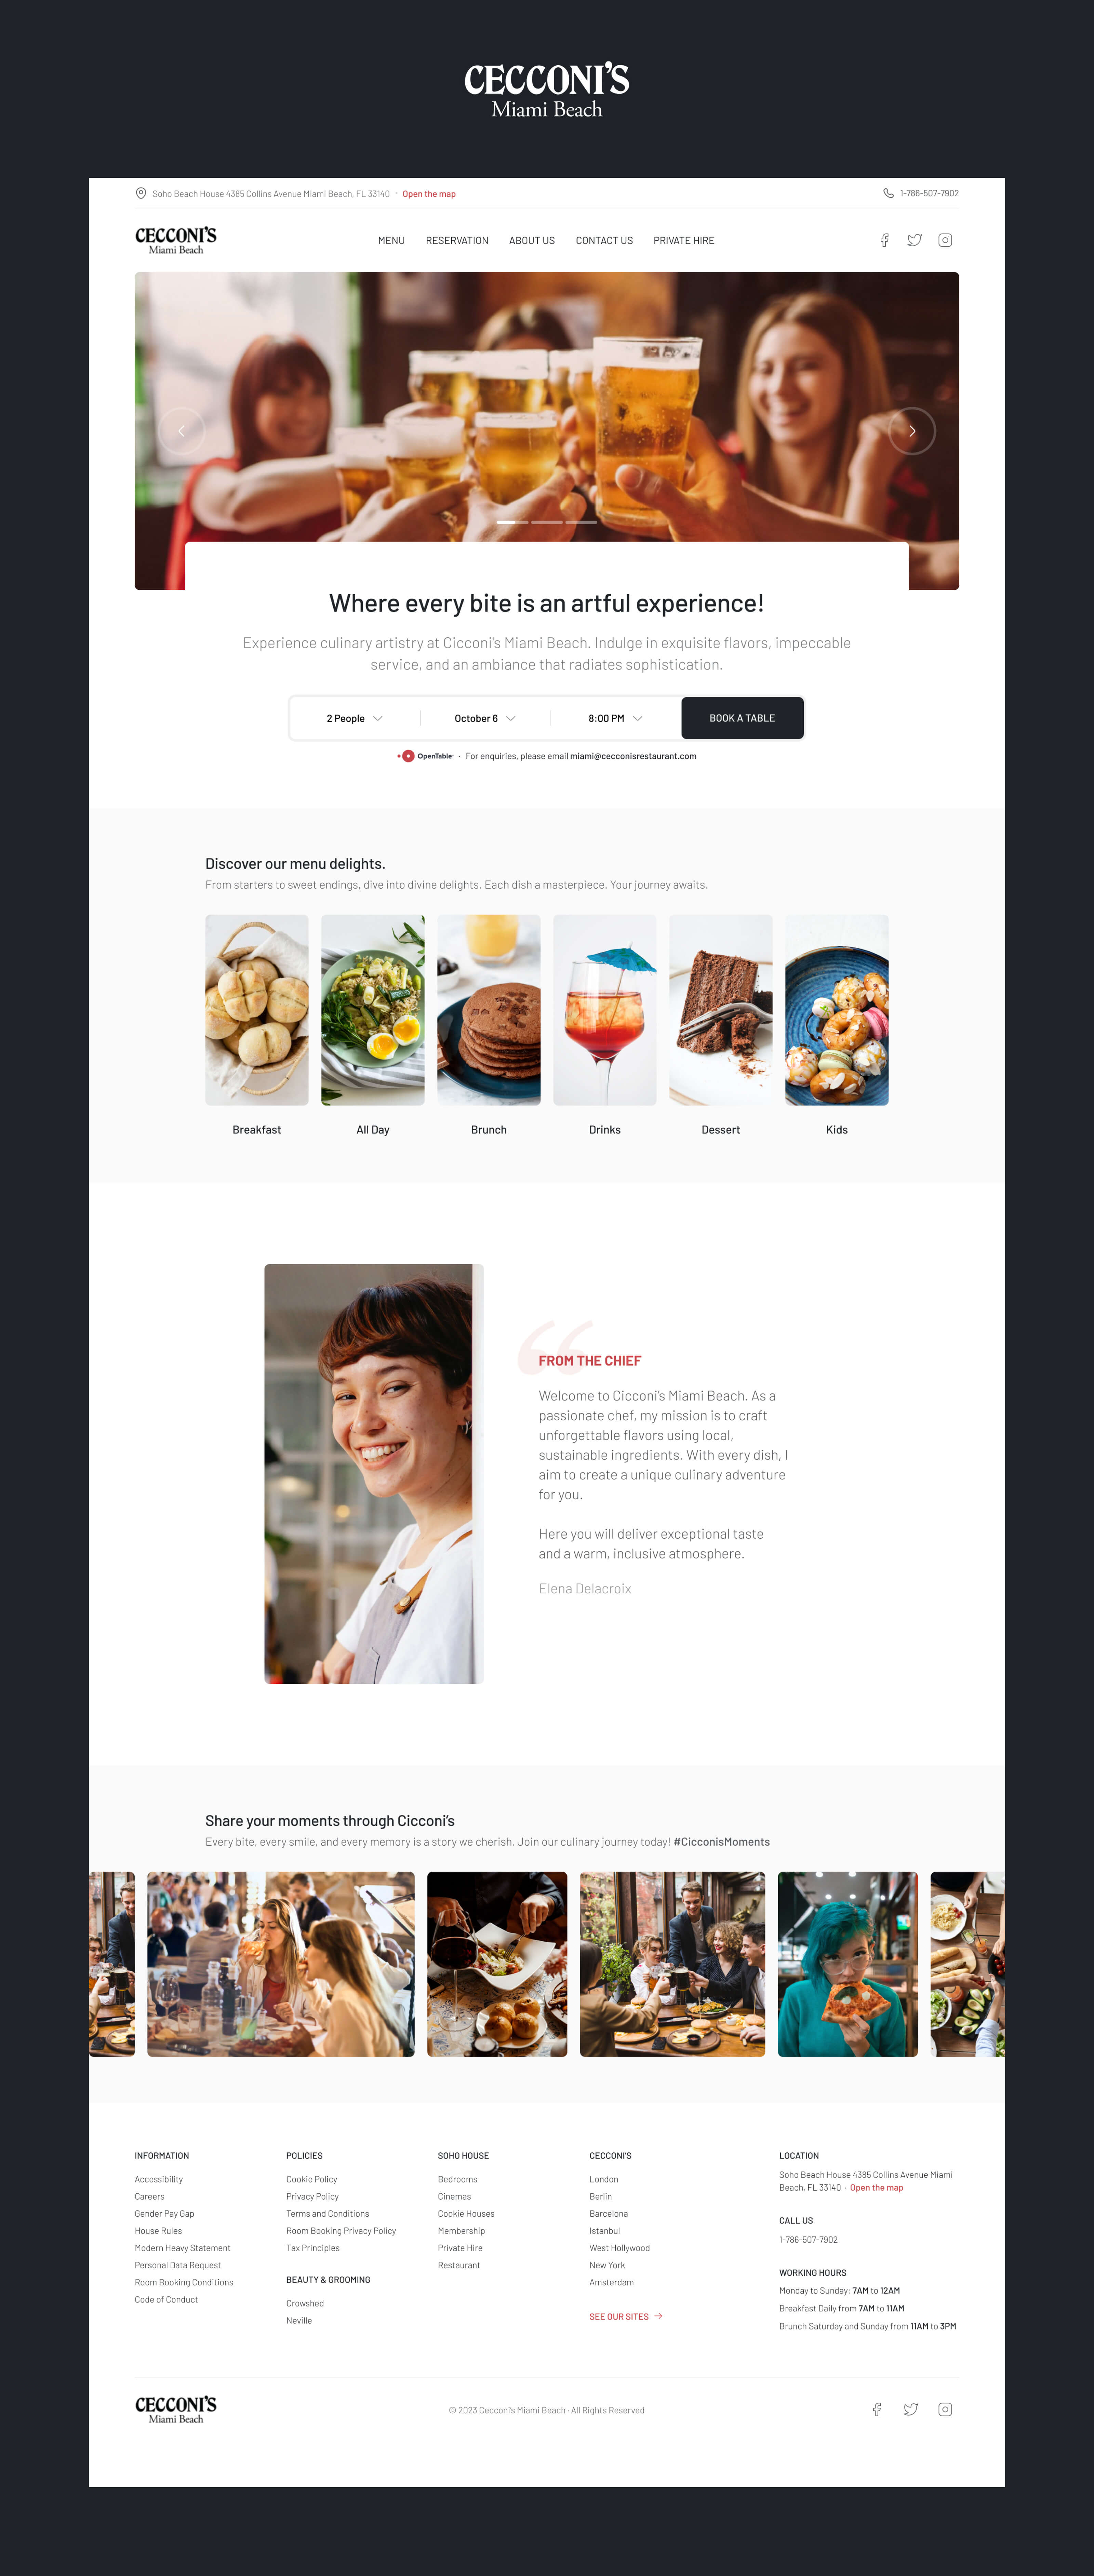 CECCONI'S
Miami Beach
Soho Beach House 4385 Collins Avenue Miami Beach, FL 33140 · Open the map
1-786-507-7902
CECCONI'S
Miami Beach
MENU RESERVATION ABOUT US CONTACT US PRIVATE HIRE
Where every bite is an artful experience!
Experience culinary artistry at Cicconi's Miami Beach. Indulge in exquisite flavors, impeccable
service, and an ambiance that radiates sophistication.
2 People October 6 8:00 PM BOOK A TABLE
OpenTable · For enquiries, please email miami@cecconisrestaurant.com
Discover our menu delights.
From starters to sweet endings, dive into divine delights. Each dish a masterpiece. Your journey awaits.
Breakfast All Day Brunch Drinks Dessert Kids
“
FROM THE CHIEF
Welcome to Cicconi's Miami Beach. As a
passionate chef, my mission is to craft
unforgettable flavors using local,
sustainable ingredients. With every dish, I
aim to create a unique culinary adventure
for you.
Here you will deliver exceptional taste
and a warm, inclusive atmosphere.
Elena Delacroix
Share your moments through Cicconi's
Every bite, every smile, and every memory is a story we cherish. Join our culinary journey today! #CicconisMoments
INFORMATION
Accessibility
Careers
Gender Pay Gap
House Rules
Modern Heavy Statement
Personal Data Request
Room Booking Conditions
Code of Conduct
POLICIES
Cookie Policy
Privacy Policy
Terms and Conditions
Room Booking Privacy Policy
Tax Principles
BEAUTY & GROOMING
Crowshed
Neville
SOHO HOUSE
Bedrooms
Cinemas
Cookie Houses
Membership
Private Hire
Restaurant
CECCONI'S
London
Berlin
Barcelona
Istanbul
West Hollywood
New York
Amsterdam
SEE OUR SITES →
LOCATION
Soho Beach House 4385 Collins Avenue Miami
Beach, FL 33140 · Open the map
CALL US
1-786-507-7902
WORKING HOURS
Monday to Sunday: 7AM to 12AM
Breakfast Daily from 7AM to 11AM
Brunch Saturday and Sunday from 11AM to 3PM
CECCONI'S
Miami Beach
© 2023 Cecconi's Miami Beach · All Rights Reserved